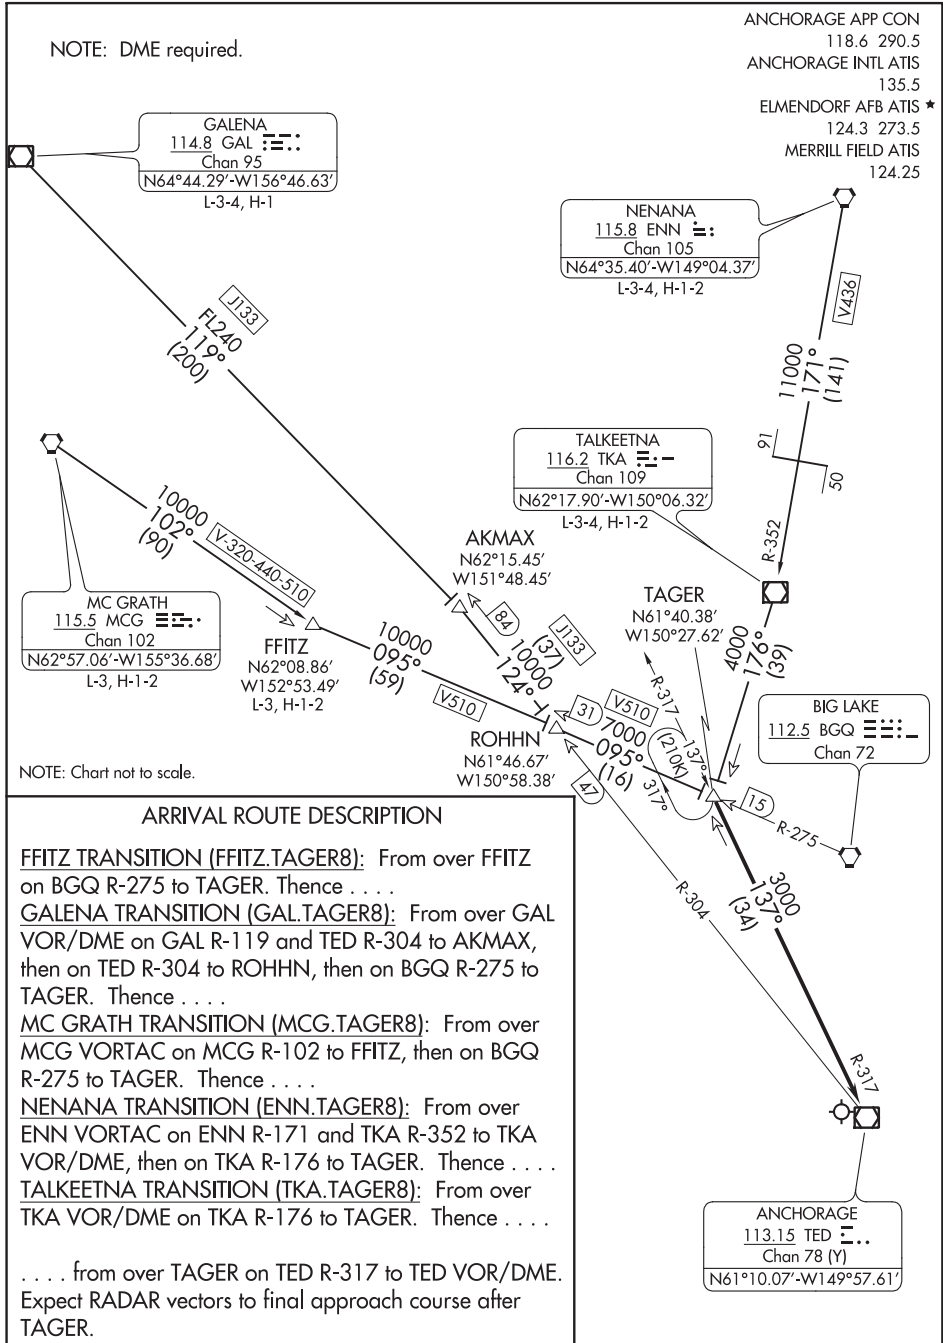 NOTE: DME required.
ANCHORAGE APP CON
118.6 290.5
ANCHORAGE INTL ATIS
135.5
ELMENDORF AFB ATIS ★
124.3 273.5
MERRILL FIELD ATIS
124.25
GALENA
114.8 GAL
Chan 95
N64°44.29'-W156°46.63'
L-3-4, H-1
NENANA
115.8 ENN
Chan 105
N64°35.40'-W149°04.37'
L-3-4, H-1-2
V436
11000
171°
(141)
91
50
R-352
J133
FL240
119°
(200)
TALKEETNA
116.2 TKA
Chan 109
N62°17.90'-W150°06.32'
L-3-4, H-1-2
10000
102°
(90)
V-320-440-510
MC GRATH
115.5 MCG
Chan 102
N62°57.06'-W155°36.68'
L-3, H-1-2
FFITZ
N62°08.86'
W152°53.49'
L-3, H-1-2
AKMAX
N62°15.45'
W151°48.45'
84
J133
(37)
10000
124°
10000
095°
(59)
V510
TAGER
N61°40.38'
W150°27.62'
4000
176°
(39)
ROHHN
N61°46.67'
W150°58.38'
31
V510
7000
095°
(16)
47
R-317
(210K)
137°
317°
BIG LAKE
112.5 BGQ
Chan 72
15
R-275
3000
137°
(34)
R-304
R-317
ANCHORAGE
113.15 TED
Chan 78 (Y)
N61°10.07'-W149°57.61'
NOTE: Chart not to scale.
ARRIVAL ROUTE DESCRIPTION
FFITZ TRANSITION (FFITZ.TAGER8): From over FFITZ
on BGQ R-275 to TAGER. Thence . . . .
GALENA TRANSITION (GAL.TAGER8): From over GAL
VOR/DME on GAL R-119 and TED R-304 to AKMAX,
then on TED R-304 to ROHHN, then on BGQ R-275 to
TAGER. Thence . . . .
MC GRATH TRANSITION (MCG.TAGER8): From over
MCG VORTAC on MCG R-102 to FFITZ, then on BGQ
R-275 to TAGER. Thence . . . .
NENANA TRANSITION (ENN.TAGER8): From over
ENN VORTAC on ENN R-171 and TKA R-352 to TKA
VOR/DME, then on TKA R-176 to TAGER. Thence . . . .
TALKEETNA TRANSITION (TKA.TAGER8): From over
TKA VOR/DME on TKA R-176 to TAGER. Thence . . . .
. . . . from over TAGER on TED R-317 to TED VOR/DME.
Expect RADAR vectors to final approach course after
TAGER.